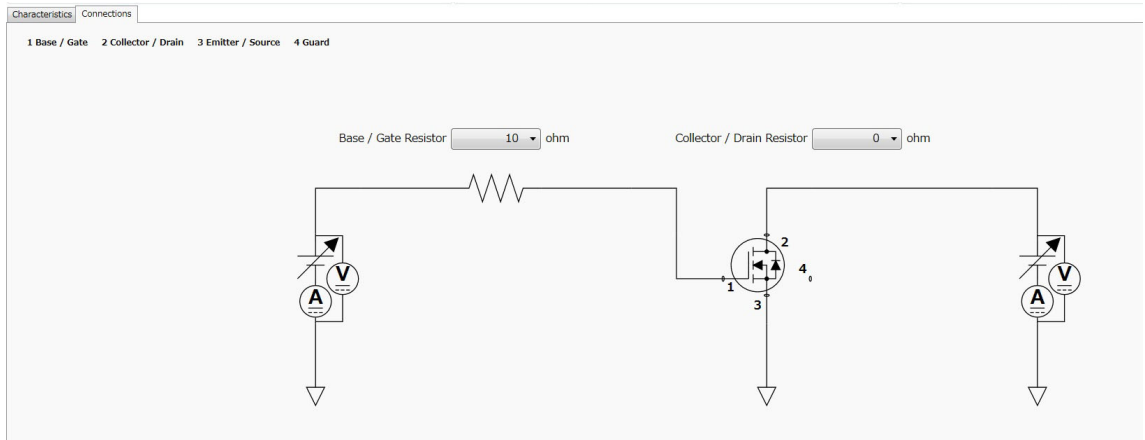 Characteristics Connections
1 Base / Gate 2 Collector / Drain 3 Emitter / Source 4 Guard
Base / Gate Resistor 10 ohm Collector / Drain Resistor 0 ohm
2
V 4 V
1
A 3 A